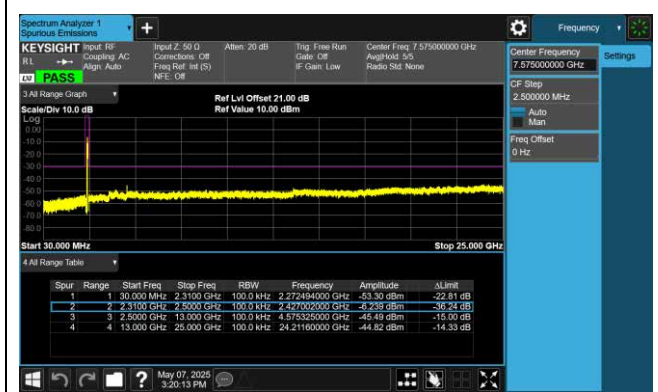 Spectrum Analyzer 1
Spurious Emissions
Frequency
KEYSIGHT
Input: RF
Coupling: AC
Align: Auto
Input Z: 50 Ω
Corrections: Off
Freq Ref: Int (S)
NFE: Off
Atten: 20 dB
Trig: Free Run
Gate: Off
IF Gain: Low
Center Freq: 7.575000000 GHz
Avg|Hold: 5/5
Radio Std: None
RL
LXI PASS
3 All Range Graph
Scale/Div 10.0 dB
Ref Lvl Offset 21.00 dB
Ref Value 10.00 dBm
Log
0.00
-10.0
-20.0
-30.0
-40.0
-50.0
-60.0
-70.0
-80.0
Start 30.000 MHz
Stop 25.000 GHz
4 All Range Table
Spur Range Start Freq Stop Freq RBW Frequency Amplitude ΔLimit
1 1 30.000 MHz 2.3100 GHz 100.0 kHz 2.272494000 GHz -53.30 dBm -22.81 dB
2 2 2.3100 GHz 2.5000 GHz 100.0 kHz 2.427002000 GHz -6.239 dBm -36.24 dB
3 3 2.5000 GHz 13.000 GHz 100.0 kHz 4.575325000 GHz -45.49 dBm -15.00 dB
4 4 13.000 GHz 25.000 GHz 100.0 kHz 24.21160000 GHz -44.82 dBm -14.33 dB
May 07, 2025
3:20:13 PM
Center Frequency
7.575000000 GHz
Settings
CF Step
2.500000 MHz
Auto
Man
Freq Offset
0 Hz